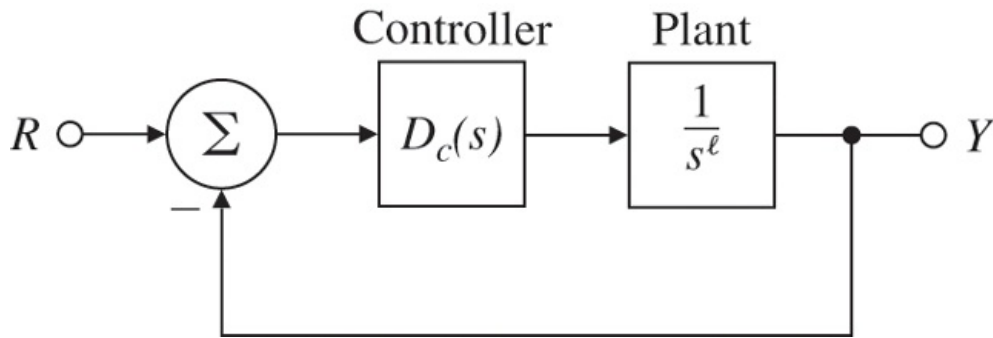 Controller Plant
R Σ D_c(s) 1/s^ℓ Y
−